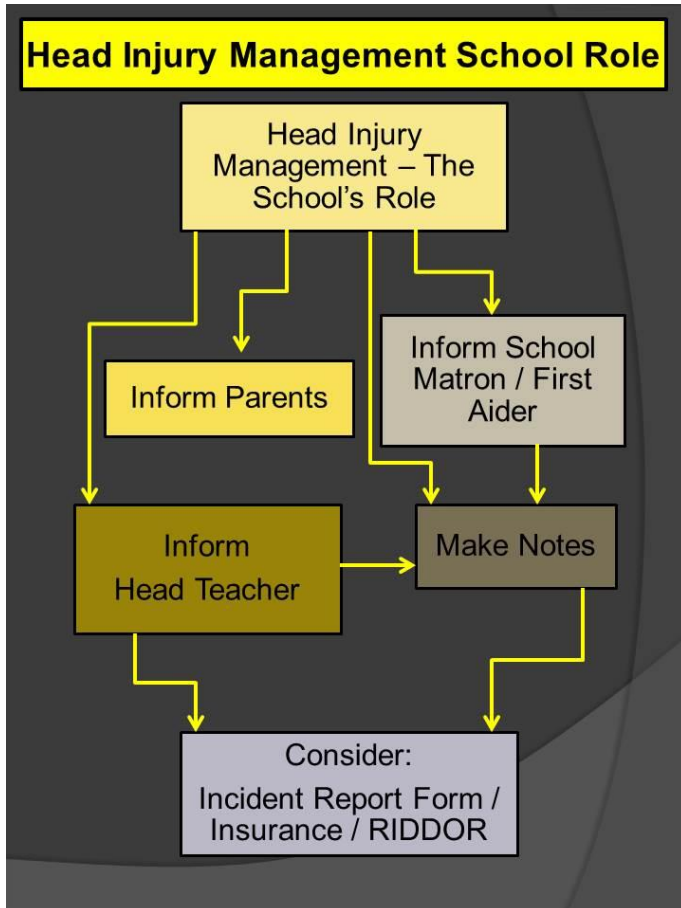 Head Injury Management School Role
Head Injury
Management – The
School's Role
Inform School
Matron / First
Aider
Inform Parents
Inform
Head Teacher
Make Notes
Consider:
Incident Report Form /
Insurance / RIDDOR